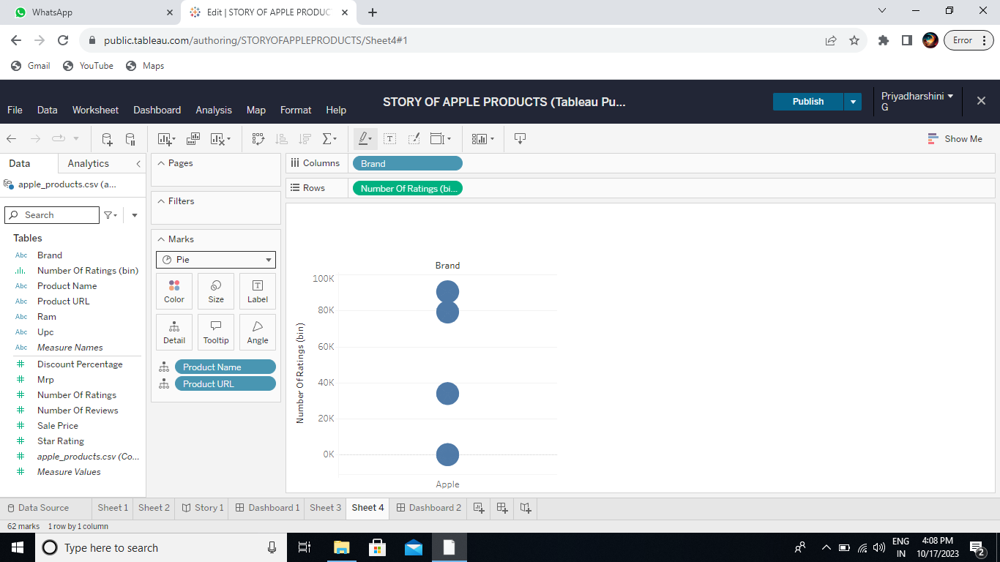 WhatsApp
Edit | STORY OF APPLE PRODUC
public.tableau.com/authoring/STORYOFAPPLEPRODUCTS/Sheet4#1
Error
Gmail
YouTube
Maps
File
Data
Worksheet
Dashboard
Analysis
Map
Format
Help
STORY OF APPLE PRODUCTS (Tableau Pu...
Publish
Priyadharshini
G
Show Me
Data
Analytics
apple_products.csv (a...
Search
Tables
Abc Brand
Number Of Ratings (bin)
Abc Product Name
Abc Product URL
Abc Ram
Abc Upc
Abc Measure Names
Discount Percentage
Mrp
Number Of Ratings
Number Of Reviews
Sale Price
Star Rating
apple_products.csv (Co...
Measure Values
Pages
Filters
Marks
Pie
Color
Size
Label
Detail
Tooltip
Angle
Product Name
Product URL
Columns
Brand
Rows
Number Of Ratings (bi...
Brand
Number Of Ratings (bin)
100K
80K
60K
40K
20K
0K
Apple
Data Source
Sheet 1
Sheet 2
Story 1
Dashboard 1
Sheet 3
Sheet 4
Dashboard 2
62 marks
1 row by 1 column
Type here to search
ENG
IN
4:08 PM
10/17/2023
2